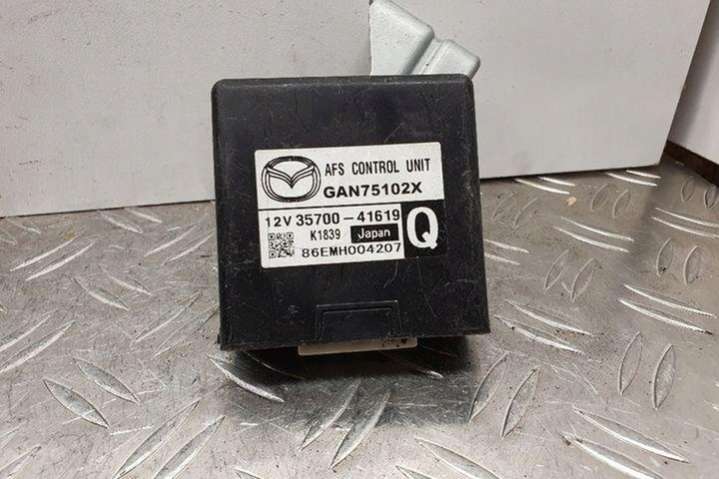 AFS CONTROL UNIT
GAN75102X
12V 35700-41619
K1839 Japan Q
86EMH004207